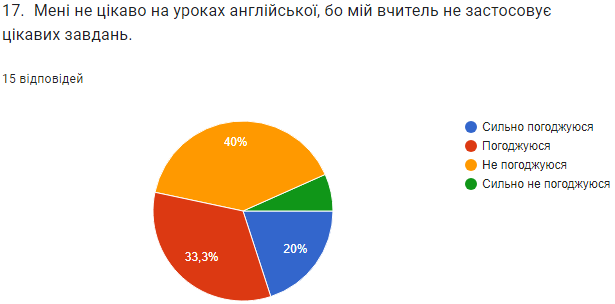 17. Мені не цікаво на уроках англійської, бо мій вчитель не застосовує
цікавих завдань.
15 відповідей
Сильно погоджуюся
Погоджуюся
Не погоджуюся
Сильно не погоджуюся
40%
33,3%
20%